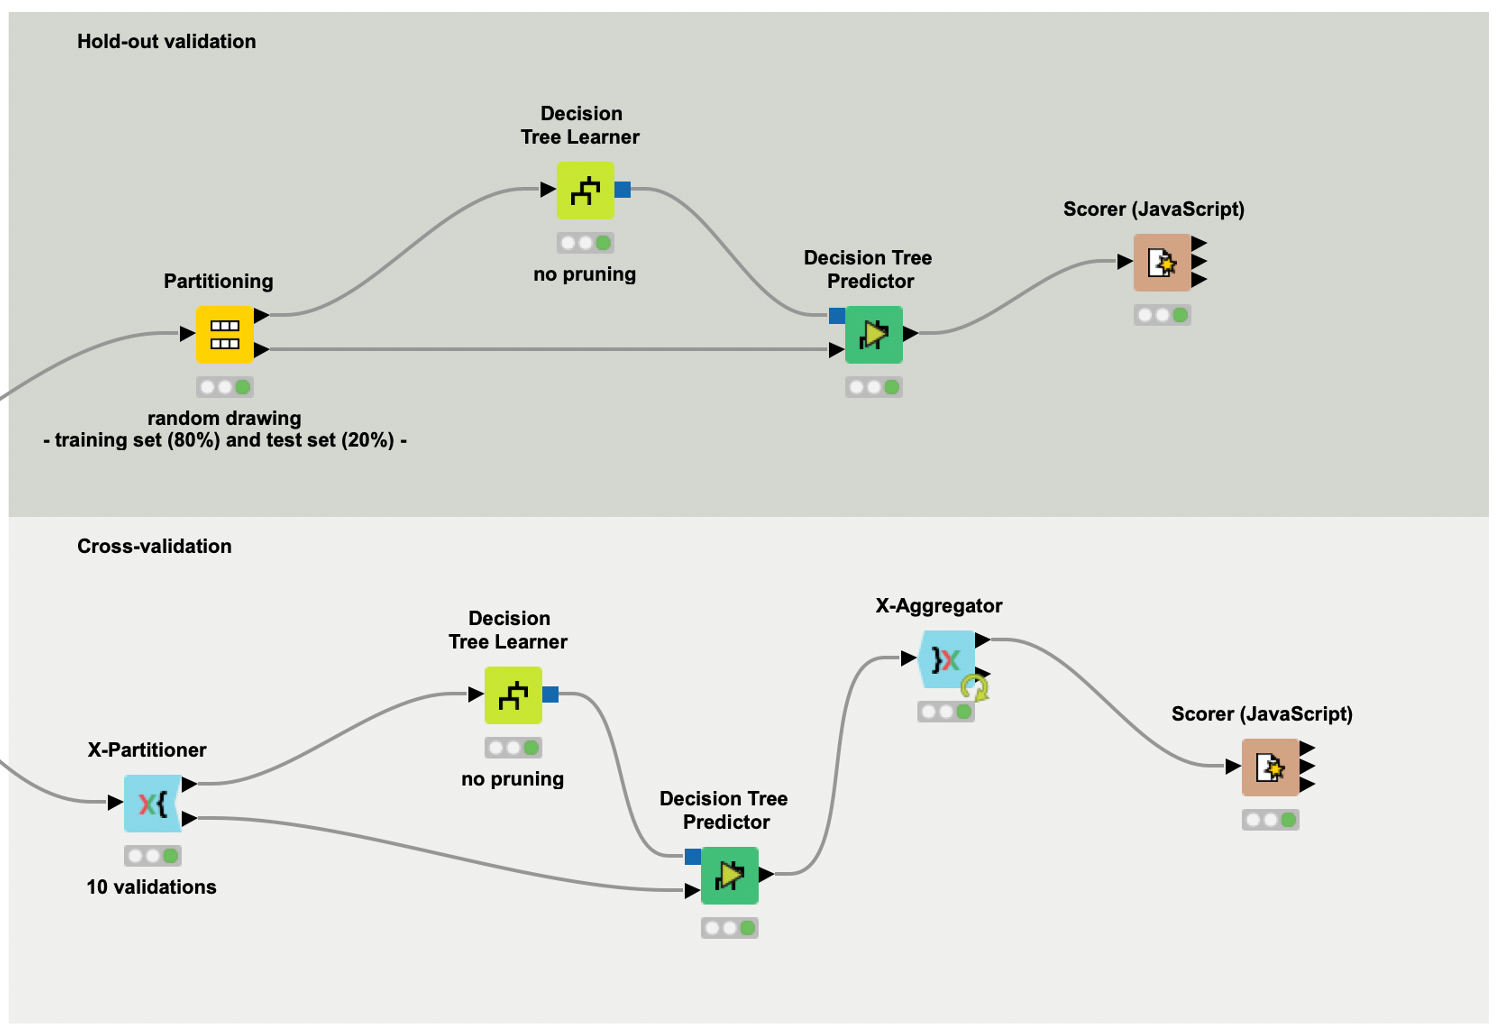 Hold-out validation
Decision
Tree Learner
no pruning
Scorer (JavaScript)
Decision Tree
Predictor
Partitioning
random drawing
- training set (80%) and test set (20%) -
Cross-validation
X-Aggregator
Decision
Tree Learner
no pruning
Scorer (JavaScript)
X-Partitioner
10 validations
Decision Tree
Predictor